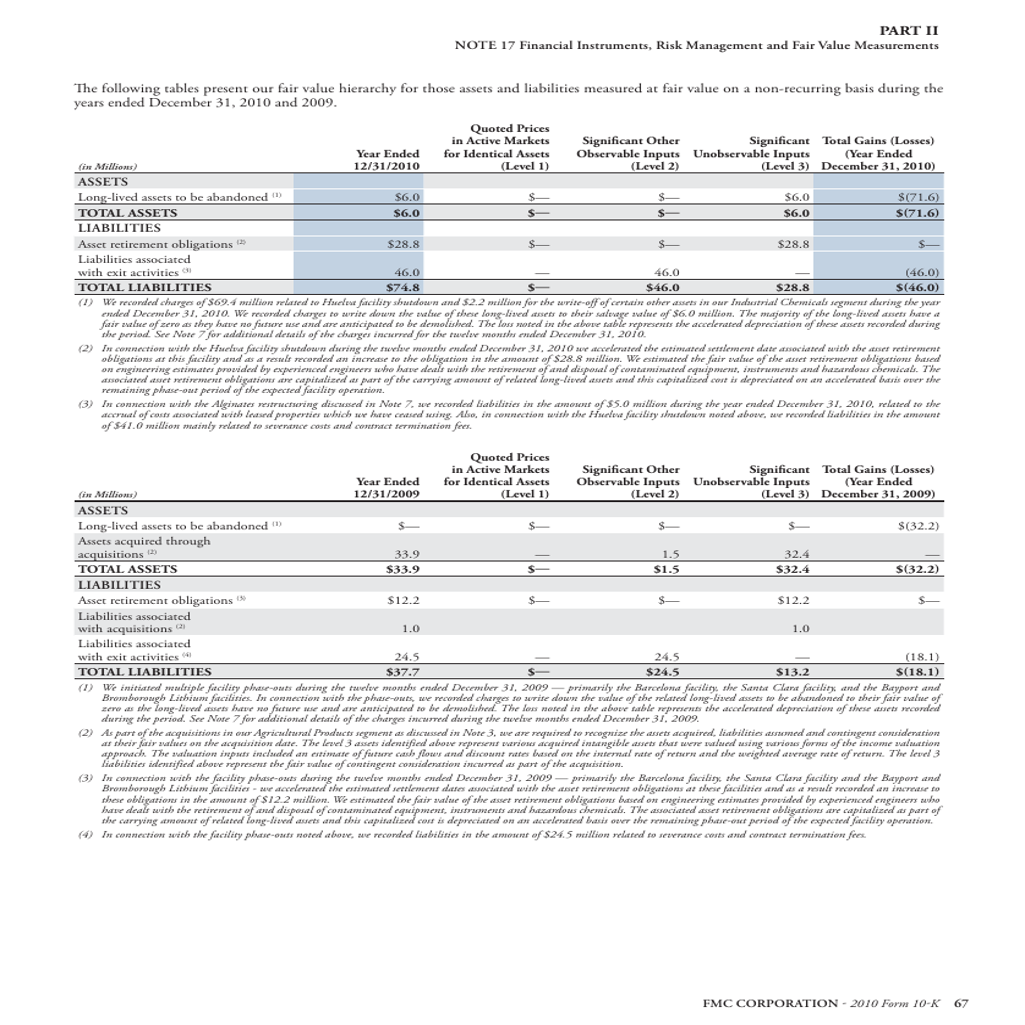 PART II
NOTE 17 Financial Instruments, Risk Management and Fair Value Measurements
The following tables present our fair value hierarchy for those assets and liabilities measured at fair value on a non-recurring basis during the
years ended December 31, 2010 and 2009.
(in Millions) Year Ended 12/31/2010 Quoted Prices in Active Markets for Identical Assets (Level 1) Significant Other Observable Inputs (Level 2) Significant Unobservable Inputs (Level 3) Total Gains (Losses) (Year Ended December 31, 2010)
ASSETS
Long-lived assets to be abandoned (1) $6.0 $— $— $6.0 $(71.6)
TOTAL ASSETS $6.0 $— $— $6.0 $(71.6)
LIABILITIES
Asset retirement obligations (2) $28.8 $— $— $28.8 $—
Liabilities associated
with exit activities (3) 46.0 — 46.0 — (46.0)
TOTAL LIABILITIES $74.8 $— $46.0 $28.8 $(46.0)
(1) We recorded charges of $69.4 million related to Huelva facility shutdown and $2.2 million for the write-off of certain other assets in our Industrial Chemicals segment during the year
ended December 31, 2010. We recorded charges to write down the value of these long-lived assets to their salvage value of $6.0 million. The majority of the long-lived assets have a
fair value of zero as they have no future use and are anticipated to be demolished. The loss noted in the above table represents the accelerated depreciation of these assets recorded during
the period. See Note 7 for additional details of the charges incurred for the twelve months ended December 31, 2010.
(2) In connection with the Huelva facility shutdown during the twelve months ended December 31, 2010 we accelerated the estimated settlement date associated with the asset retirement
obligations at this facility and as a result recorded an increase to the obligation in the amount of $28.8 million. We estimated the fair value of the asset retirement obligations based
on engineering estimates provided by experienced engineers who have dealt with the retirement of and disposal of contaminated equipment, instruments and hazardous chemicals. The
associated asset retirement obligations are capitalized as part of the carrying amount of related long-lived assets and this capitalized cost is depreciated on an accelerated basis over the
remaining phase-out period of the expected facility operation.
(3) In connection with the Alginates restructuring discussed in Note 7, we recorded liabilities in the amount of $5.0 million during the year ended December 31, 2010, related to the
accrual of costs associated with leased properties which we have ceased using. Also, in connection with the Huelva facility shutdown noted above, we recorded liabilities in the amount
of $41.0 million mainly related to severance costs and contract termination fees.
(in Millions) Year Ended 12/31/2009 Quoted Prices in Active Markets for Identical Assets (Level 1) Significant Other Observable Inputs (Level 2) Significant Unobservable Inputs (Level 3) Total Gains (Losses) (Year Ended December 31, 2009)
ASSETS
Long-lived assets to be abandoned (1) $— $— $— $— $(32.2)
Assets acquired through
acquisitions (2) 33.9 — 1.5 32.4 —
TOTAL ASSETS $33.9 $— $1.5 $32.4 $(32.2)
LIABILITIES
Asset retirement obligations (3) $12.2 $— $— $12.2 $—
Liabilities associated
with acquisitions (2) 1.0 1.0
Liabilities associated
with exit activities (4) 24.5 — 24.5 — (18.1)
TOTAL LIABILITIES $37.7 $— $24.5 $13.2 $(18.1)
(1) We initiated multiple facility phase-outs during the twelve months ended December 31, 2009 — primarily the Barcelona facility, the Santa Clara facility, and the Bayport and
Bromborough Lithium facilities. In connection with the phase-outs, we recorded charges to write down the value of the related long-lived assets to be abandoned to their fair value of
zero as the long-lived assets have no future use and are anticipated to be demolished. The loss noted in the above table represents the accelerated depreciation of these assets recorded
during the period. See Note 7 for additional details of the charges incurred during the twelve months ended December 31, 2009.
(2) As part of the acquisitions in our Agricultural Products segment as discussed in Note 3, we are required to recognize the assets acquired, liabilities assumed and contingent consideration
at their fair values on the acquisition date. The level 3 assets identified above represent various acquired intangible assets that were valued using various forms of the income valuation
approach. The valuation inputs included an estimate of future cash flows and discount rates based on the internal rate of return and the weighted average rate of return. The level 3
liabilities identified above represent the fair value of contingent consideration incurred as part of the acquisition.
(3) In connection with the facility phase-outs during the twelve months ended December 31, 2009 — primarily the Barcelona facility, the Santa Clara facility and the Bayport and
Bromborough Lithium facilities - we accelerated the estimated settlement dates associated with the asset retirement obligations at these facilities and as a result recorded an increase to
these obligations in the amount of $12.2 million. We estimated the fair value of the asset retirement obligations based on engineering estimates provided by experienced engineers who
have dealt with the retirement of and disposal of contaminated equipment, instruments and hazardous chemicals. The associated asset retirement obligations are capitalized as part of
the carrying amount of related long-lived assets and this capitalized cost is depreciated on an accelerated basis over the remaining phase-out period of the expected facility operation.
(4) In connection with the facility phase-outs noted above, we recorded liabilities in the amount of $24.5 million related to severance costs and contract termination fees.
FMC CORPORATION - 2010 Form 10-K 67